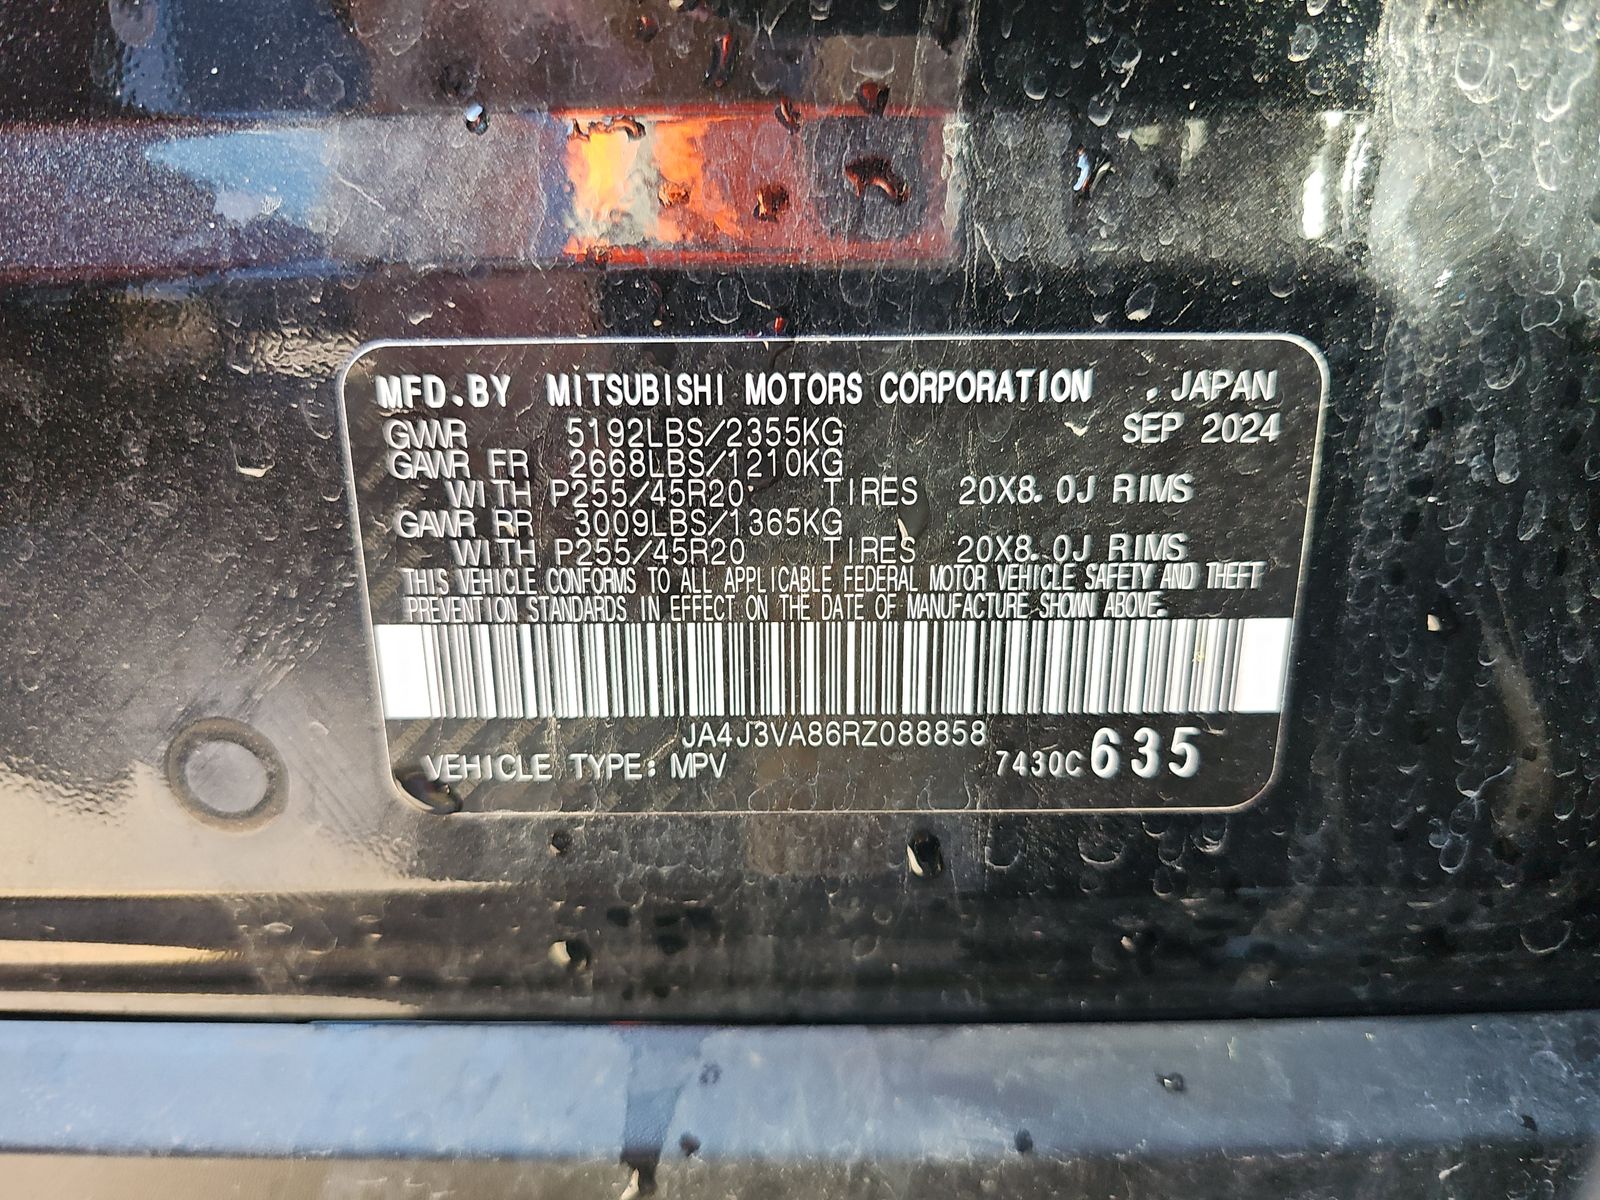 MFD.BY MITSUBISHI MOTORS CORPORATION .JAPAN
GVWR 5192LBS/2355KG SEP 2024
GAWR FR 2668LBS/1210KG
WITH P255/45R20 TIRES 20X8.0J RIMS
GAWR RR 3009LBS/1365KG
WITH P255/45R20 TIRES 20X8.0J RIMS
THIS VEHICLE CONFORMS TO ALL APPLICABLE FEDERAL MOTOR VEHICLE SAFETY AND THEFT
PREVENTION STANDARDS IN EFFECT ON THE DATE OF MANUFACTURE SHOWN ABOVE.
JA4J3VA86RZ088858
VEHICLE TYPE: MPV 7430C 635